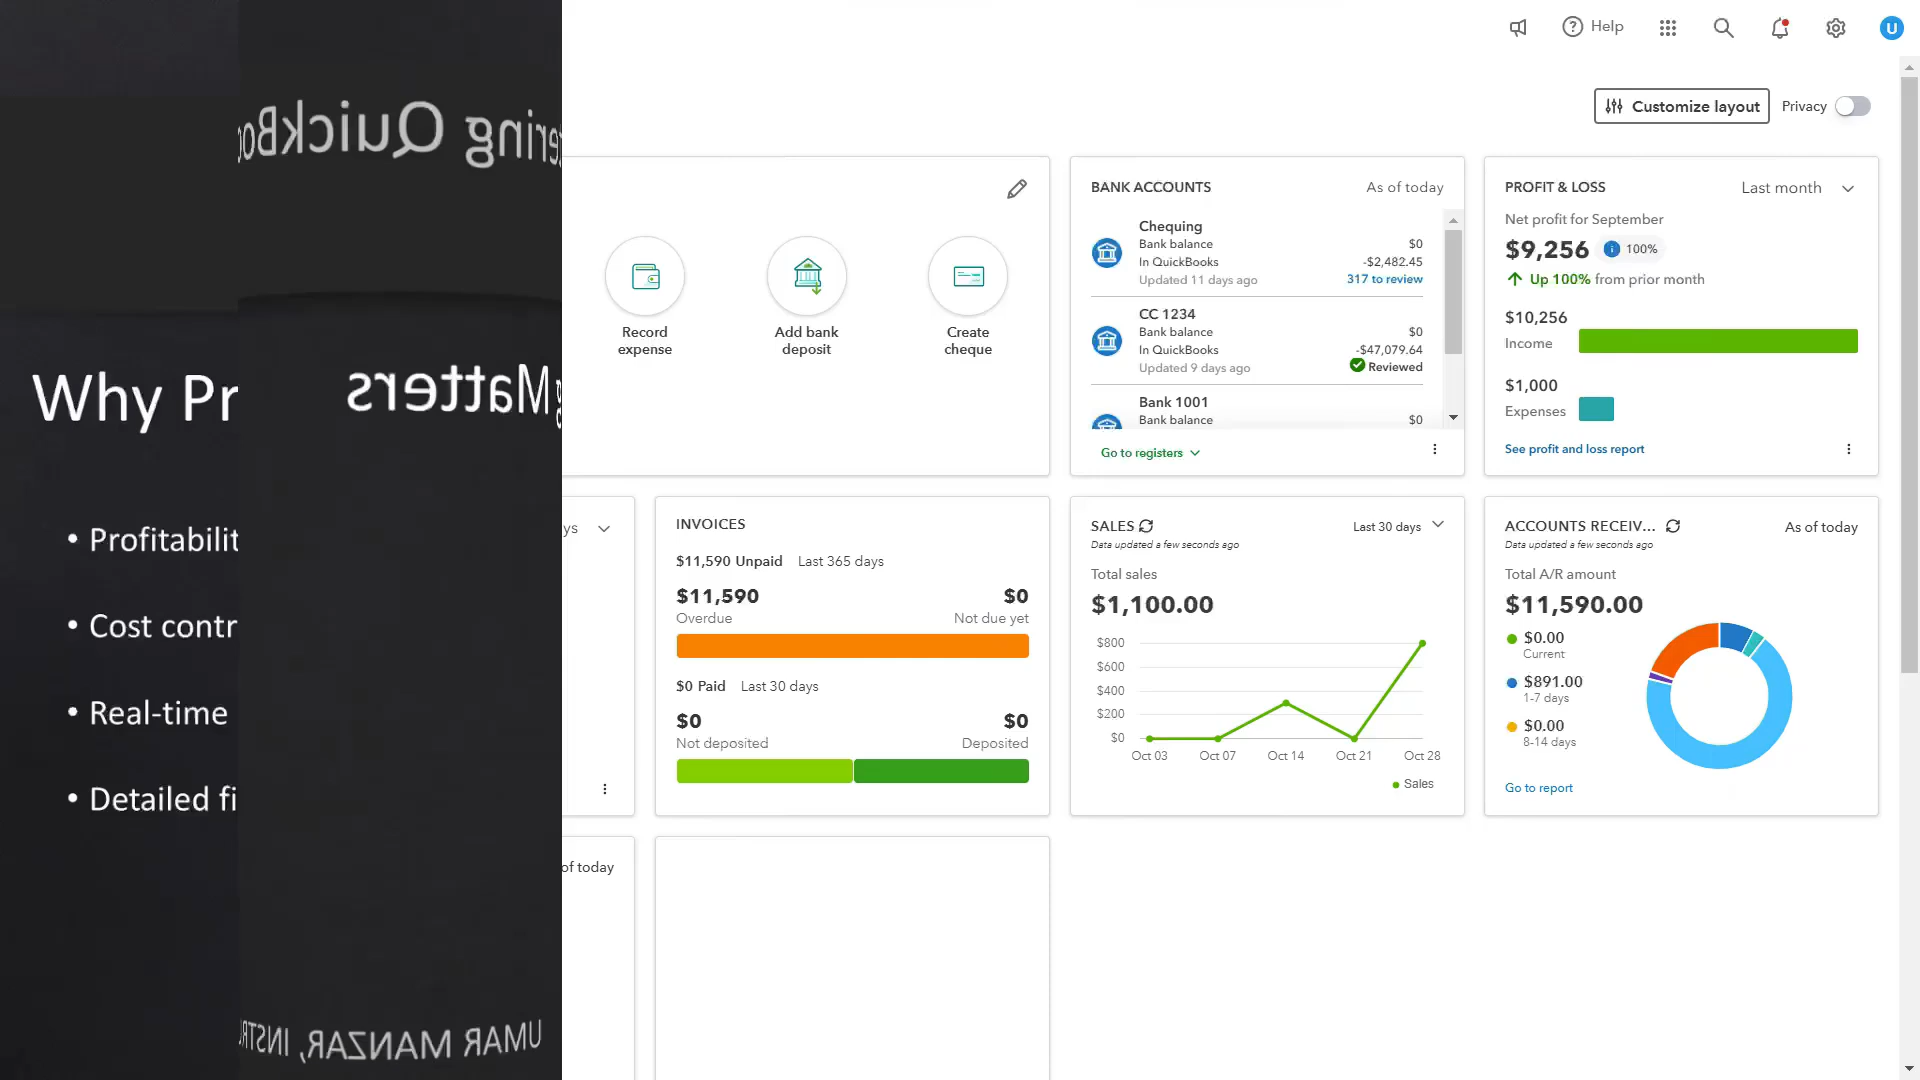 Help
Customize layout
Privacy
ering QuickBoo
Why Pr
Matters
• Profitabilit
• Cost contr
• Real-time
• Detailed fi
UMAR MANZAR, INSTR
Record expense
Add bank deposit
Create cheque
BANK ACCOUNTS
As of today
Chequing
Bank balance $0
In QuickBooks -$2,482.45
Updated 11 days ago 317 to review
CC 1234
Bank balance $0
In QuickBooks -$47,079.64
Updated 9 days ago Reviewed
Bank 1001
Bank balance $0
Go to registers
PROFIT & LOSS
Last month
Net profit for September
$9,256 100%
Up 100% from prior month
$10,256
Income
$1,000
Expenses
See profit and loss report
ys
INVOICES
$11,590 Unpaid Last 365 days
$11,590 $0
Overdue Not due yet
$0 Paid Last 30 days
$0 $0
Not deposited Deposited
SALES
Last 30 days
Data updated a few seconds ago
Total sales
$1,100.00
$800
$600
$400
$200
$0
Oct 03 Oct 07 Oct 14 Oct 21 Oct 28
Sales
ACCOUNTS RECEIV...
As of today
Data updated a few seconds ago
Total A/R amount
$11,590.00
$0.00
Current
$891.00
1-7 days
$0.00
8-14 days
Go to report
of today
U